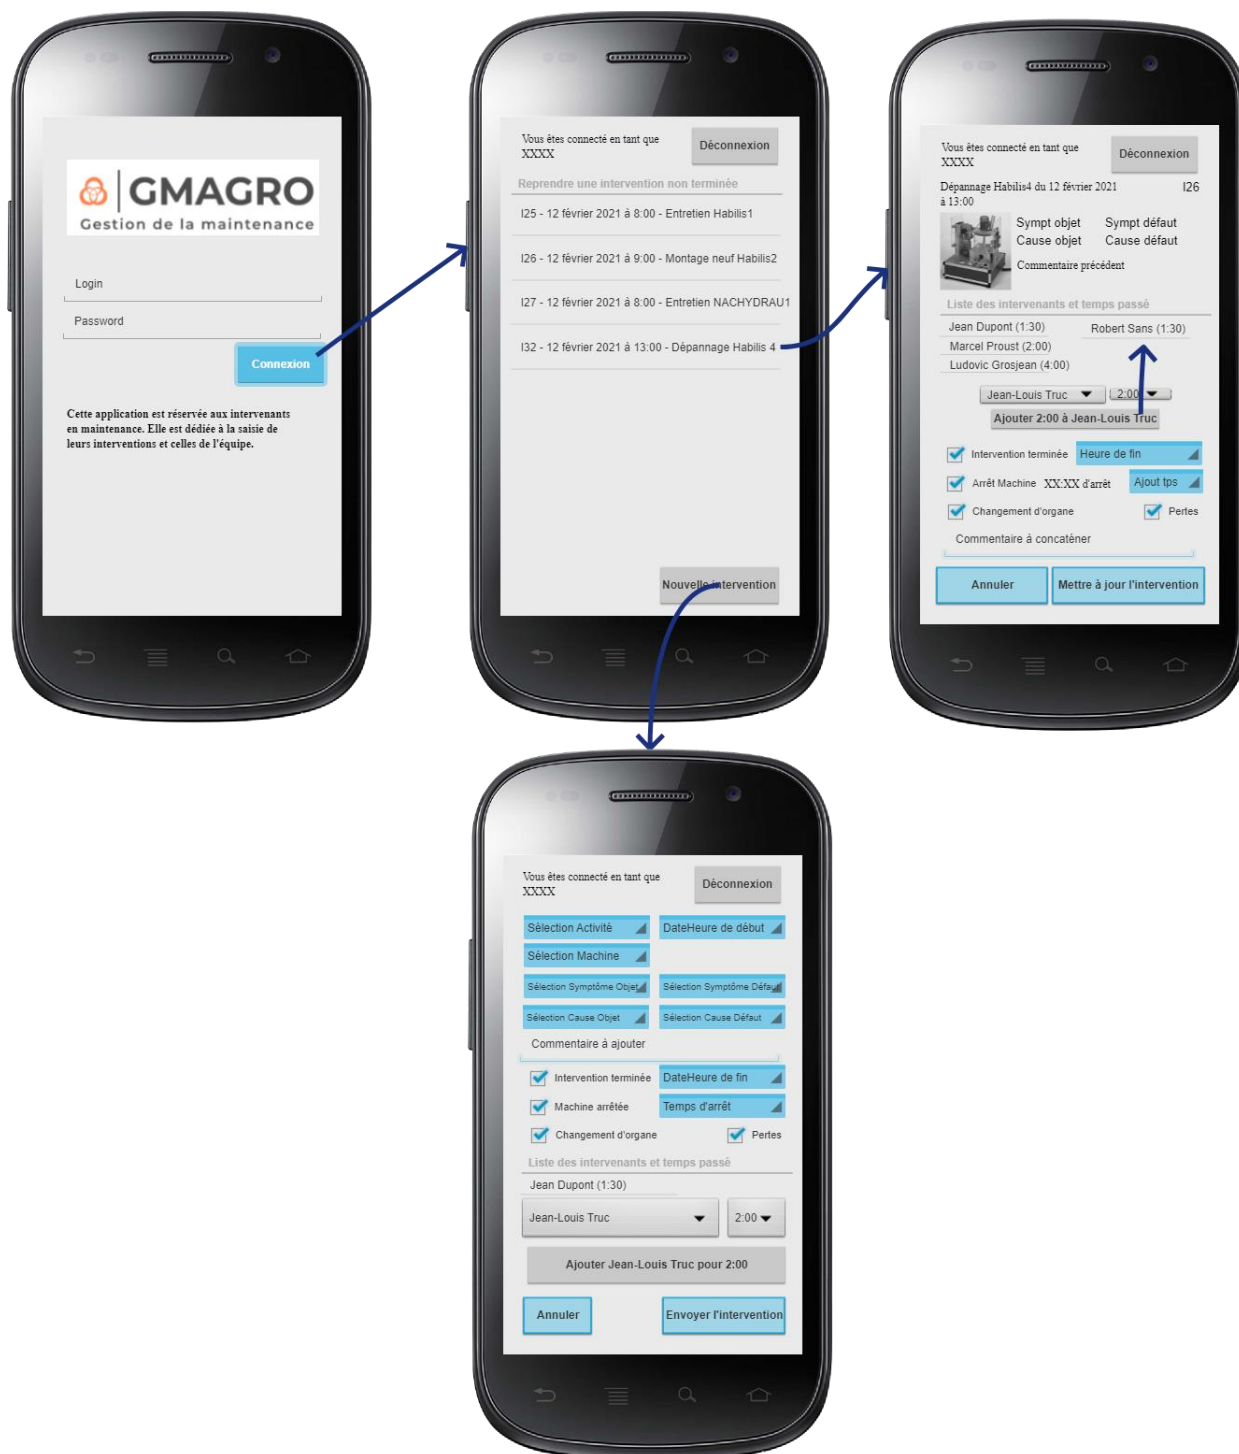 GMAGRO
Gestion de la maintenance
Login
Password
Connexion
Cette application est réservée aux intervenants
en maintenance. Elle est dédiée à la saisie de
leurs interventions et celles de l'équipe.
Vous êtes connecté en tant que
XXXX
Déconnexion
Reprendre une intervention non terminée
I25 - 12 février 2021 à 8:00 - Entretien Habilis1
I26 - 12 février 2021 à 9:00 - Montage neuf Habilis2
I27 - 12 février 2021 à 8:00 - Entretien NACHYDRAU1
I32 - 12 février 2021 à 13:00 - Dépannage Habilis 4
Nouvelle intervention
Vous êtes connecté en tant que
XXXX
Déconnexion
Dépannage Habilis4 du 12 février 2021
à 13:00
I26
Sympt objet Sympt défaut
Cause objet Cause défaut
Commentaire précédent
Liste des intervenants et temps passé
Jean Dupont (1:30) Robert Sans (1:30)
Marcel Proust (2:00)
Ludovic Grosjean (4:00)
Jean-Louis Truc 2:00
Ajouter 2:00 à Jean-Louis Truc
Intervention terminée Heure de fin
Arrêt Machine XX:XX d'arrêt Ajout tps
Changement d'organe Pertes
Commentaire à concaténer
Annuler Mettre à jour l'intervention
Vous êtes connecté en tant que
XXXX
Déconnexion
Sélection Activité DateHeure de début
Sélection Machine
Sélection Symptôme Objet Sélection Symptôme Défaut
Sélection Cause Objet Sélection Cause Défaut
Commentaire à ajouter
Intervention terminée DateHeure de fin
Machine arrêtée Temps d'arrêt
Changement d'organe Pertes
Liste des intervenants et temps passé
Jean Dupont (1:30)
Jean-Louis Truc 2:00
Ajouter Jean-Louis Truc pour 2:00
Annuler Envoyer l'intervention